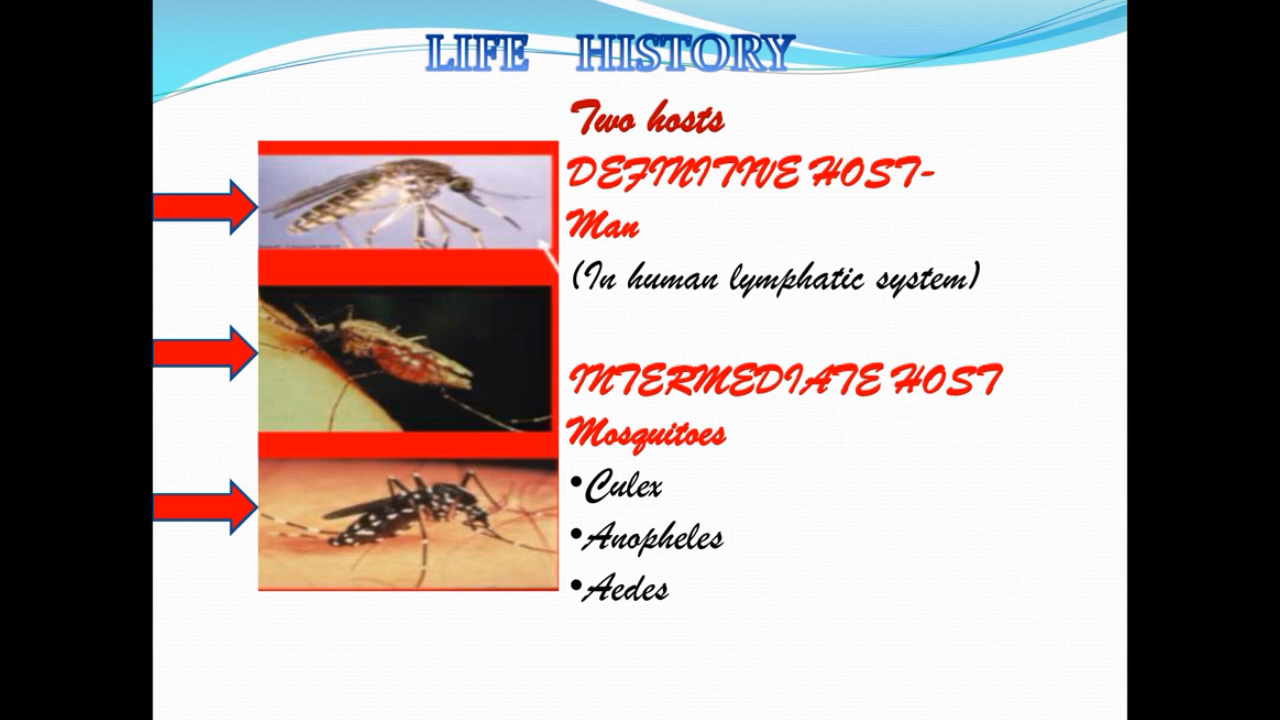 LIFE HISTORY
Two hosts
DEFINITIVE HOST-
Man
(In human lymphatic system)
INTERMEDIATE HOST
Mosquitoes
•Culex
•Anopheles
•Aedes